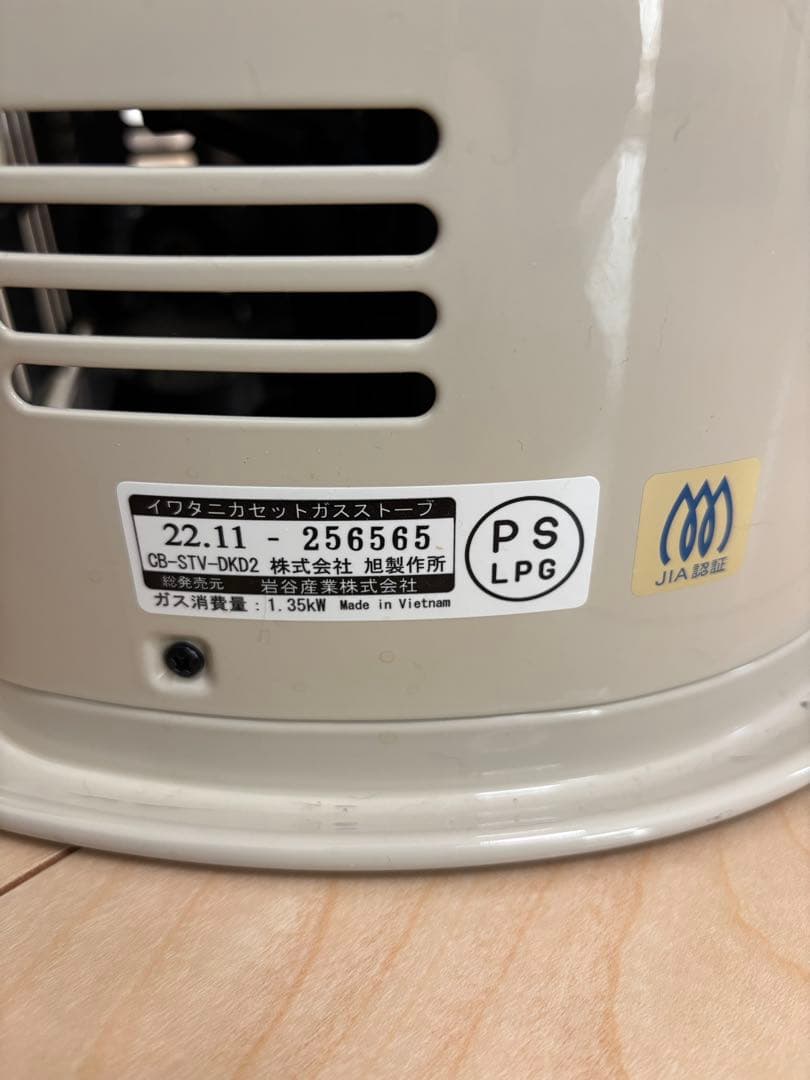 イワタニカセットガスストーブ
22.11 - 256565
CB-STV-DKD2 株式会社 旭製作所
総発売元 岩谷産業株式会社
ガス消費量：1.35kW Made in Vietnam
PS
LPG
JIA認証